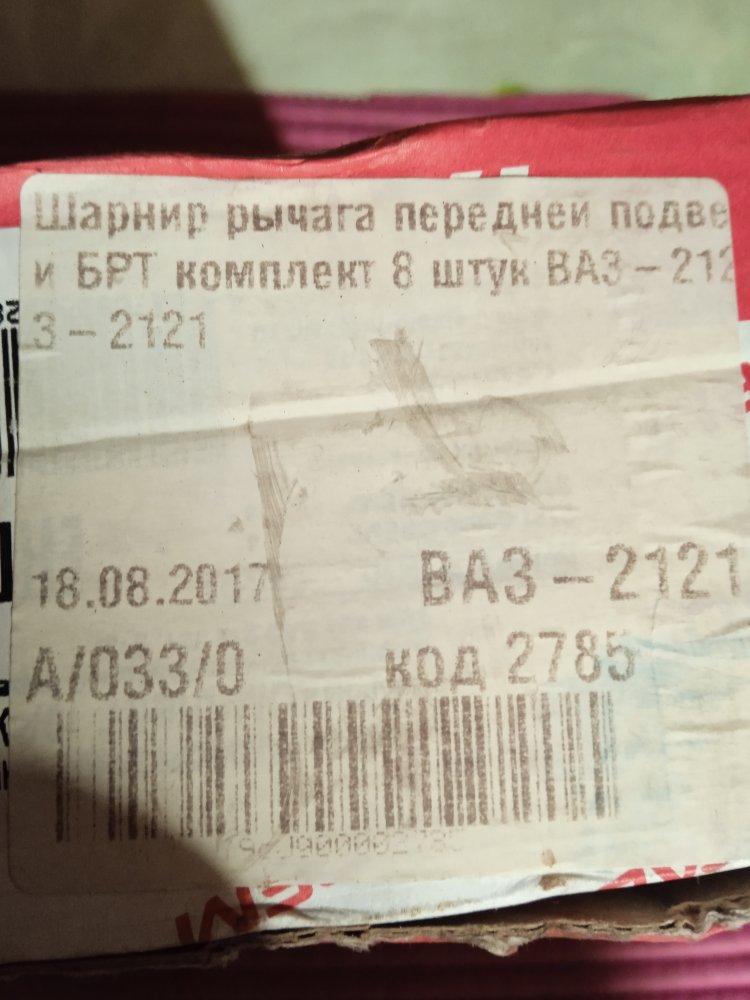 Шарнир рычага передней подве
и БРТ комплект 8 штук ВАЗ-212
3-2121
18.08.2017
ВАЗ-2121
А/033/0
код 2785